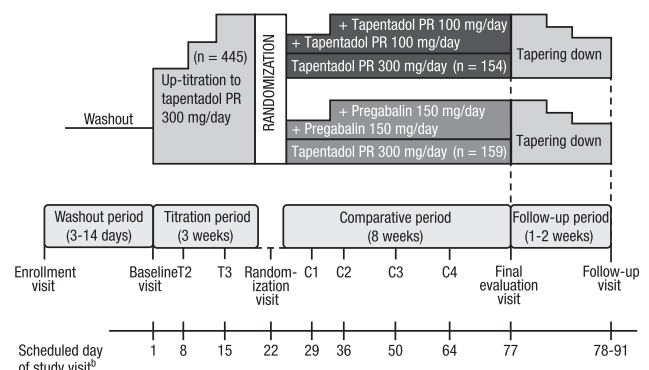 + Tapentadol PR 100 mg/day
+ Tapentadol PR 100 mg/day
Tapentadol PR 300 mg/day (n = 154)
Tapering down
(n = 445)
Up-titration to
tapentadol PR
300 mg/day
RANDOMIZATION
Washout
+ Pregabalin 150 mg/day
+ Pregabalin 150 mg/day
Tapentadol PR 300 mg/day (n = 159)
Tapering down
Washout period
(3-14 days)
Titration period
(3 weeks)
Comparative period
(8 weeks)
Follow-up period
(1-2 weeks)
Enrollment
visit
Baseline
visit
T2
T3
Random-
ization
visit
C1
C2
C3
C4
Final
evaluation
visit
Follow-up
visit
Scheduled day
of study visitb
1 8 15 22 29 36 50 64 77 78-91